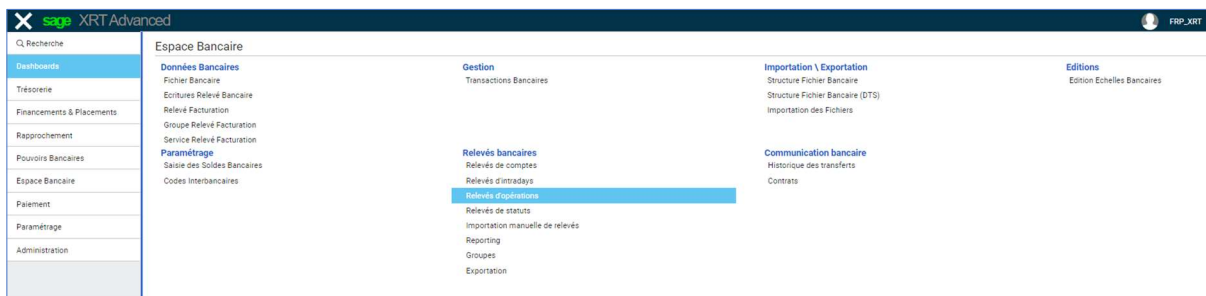 sage XRT Advanced
FRP_XRT
Recherche
Dashboards
Trésorerie
Financements & Placements
Rapprochement
Pouvoirs Bancaires
Espace Bancaire
Paiement
Paramétrage
Administration
Espace Bancaire
Données Bancaires
Fichier Bancaire
Ecritures Relevé Bancaire
Relevé Facturation
Groupe Relevé Facturation
Service Relevé Facturation
Gestion
Transactions Bancaires
Importation \ Exportation
Structure Fichier Bancaire
Structure Fichier Bancaire (DTS)
Importation des Fichiers
Editions
Edition Echelles Bancaires
Paramétrage
Saisie des Soldes Bancaires
Codes Interbancaires
Relevés bancaires
Relevés de comptes
Relevés d'intradays
Relevés d'opérations
Relevés de statuts
Importation manuelle de relevés
Reporting
Groupes
Exportation
Communication bancaire
Historique des transferts
Contrats